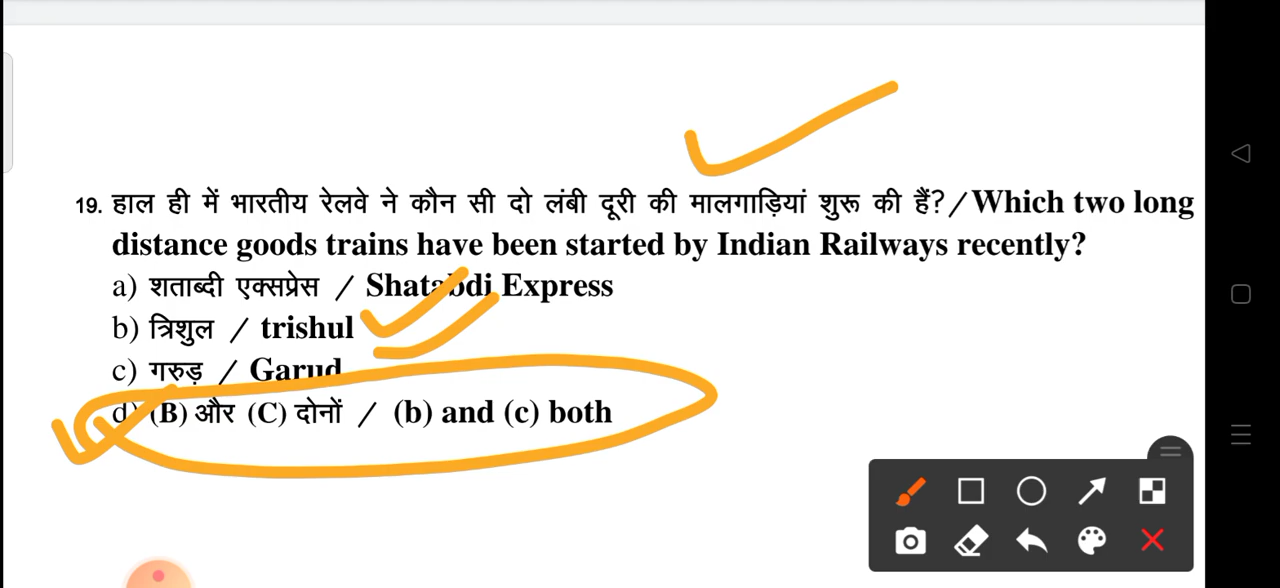 19. हाल ही में भारतीय रेलवे ने कौन सी दो लंबी दूरी की मालगाड़ियां शुरू की हैं?/Which two long
distance goods trains have been started by Indian Railways recently?
a) शताब्दी एक्सप्रेस / Shatabdi Express
b) त्रिशुल / trishul
c) गरुड़ / Garud
d) (B) और (C) दोनों / (b) and (c) both